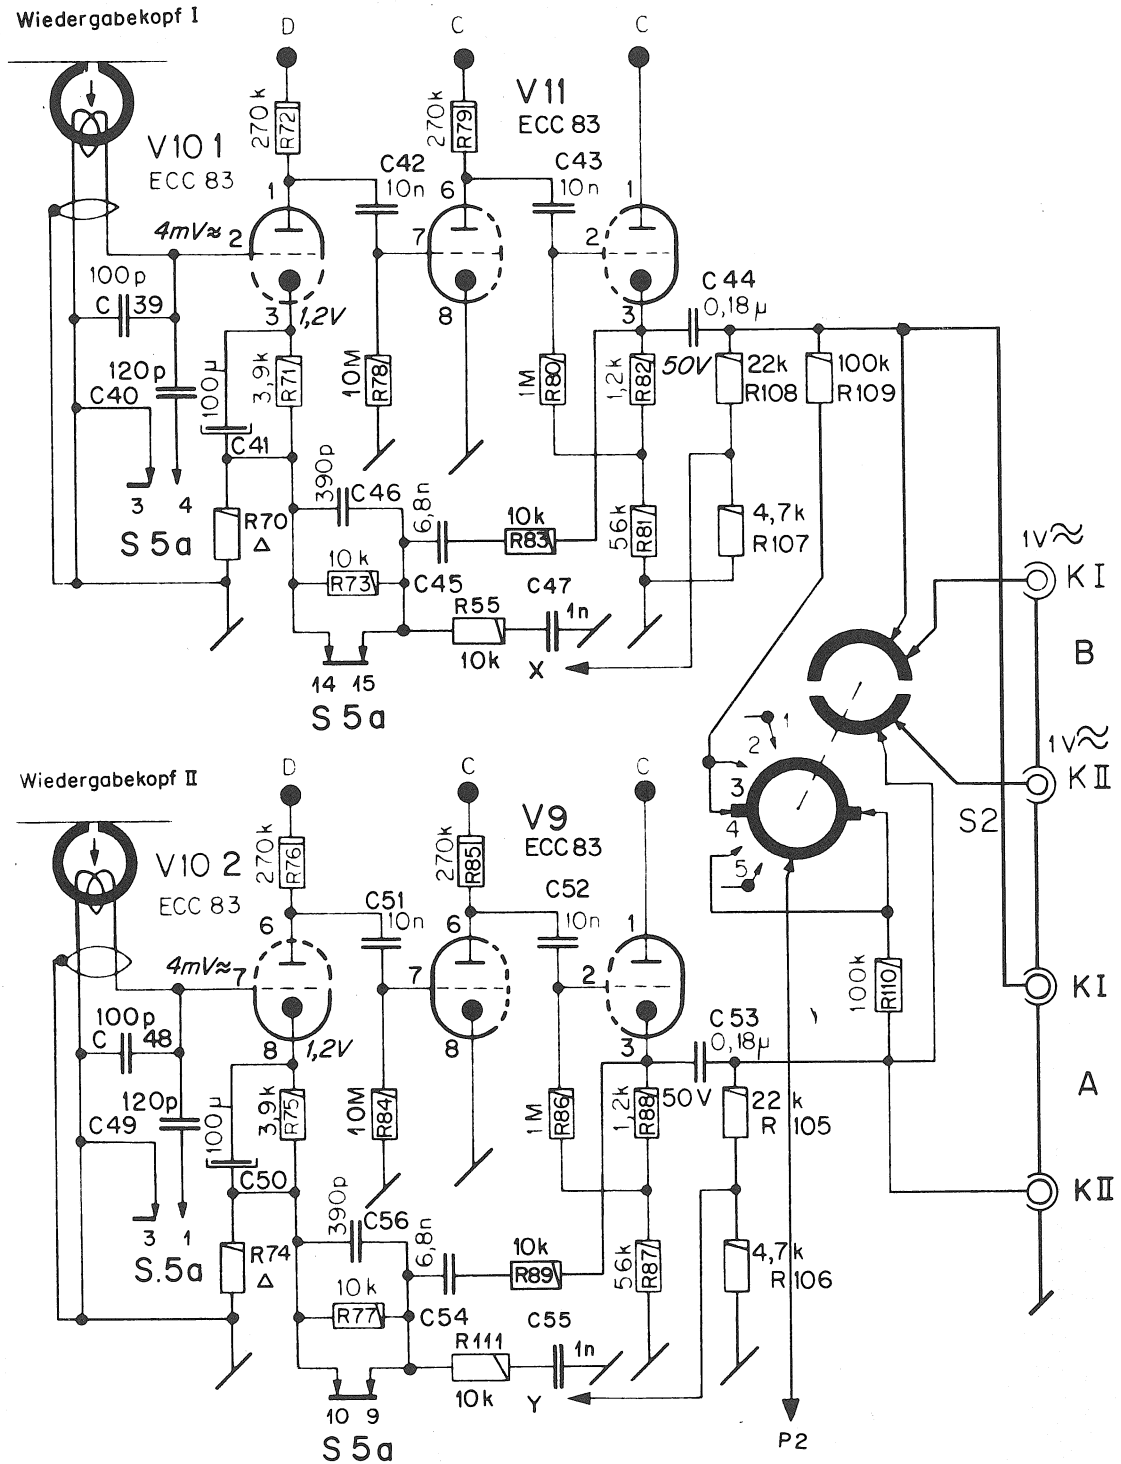 Wiedergabekopf I
D
C
C
V10 1
ECC 83
270k
R72
C42
10n
270k
R79
V11
ECC 83
C43
10n
1
6
1
4mV≈ 2
7
2
100p
C 39
3
1,2V
8
3
C 44
0,18µ
50V
120p
C40
100µ
3,9k
R71
10M
R78
1M
R80
1,2k
R82
22k
R108
100k
R109
C41
3
4
S 5a
R70
Δ
390p
C46
6,8n
10k
R83
56k
R81
4,7k
R107
10k
R73
C45
R55
10k
C47
1n
X
14 15
S 5a
1V≈
KI
B
1V≈
KII
S2
1
2
3
4
5
Wiedergabekopf II
D
C
C
V10 2
ECC 83
270k
R76
C51
10n
270k
R85
V9
ECC 83
C52
10n
6
6
1
4mV≈ 7
7
2
100k
R110
KI
A
KII
100p
C 48
8
1,2V
8
3
C 53
0,18µ
50V
120p
C49
100µ
3,9k
R75
10M
R84
1M
R86
1,2k
R88
22 k
R 105
C50
3
1
S.5a
R74
Δ
390p
C56
6,8n
10k
R89
56k
R87
4,7k
R 106
10k
R77
C54
R111
10k
C55
1n
Y
10 9
S 5a
P2